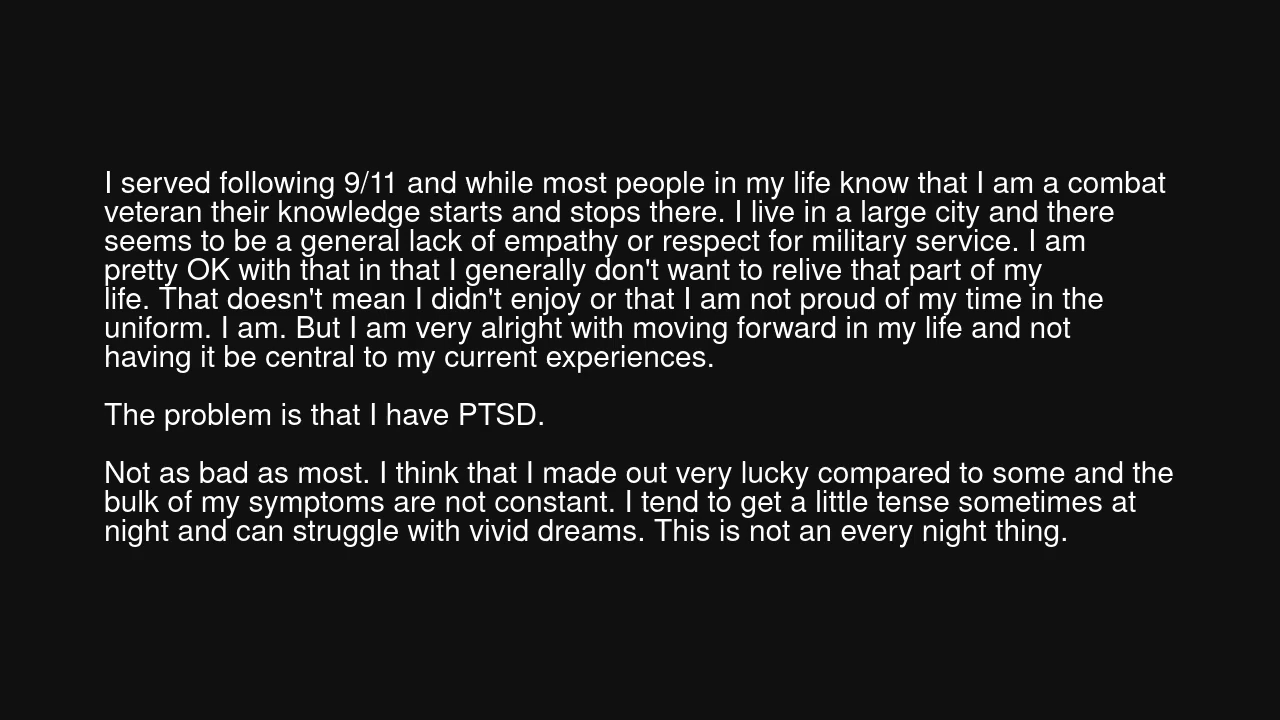 I served following 9/11 and while most people in my life know that I am a combat
veteran their knowledge starts and stops there. I live in a large city and there
seems to be a general lack of empathy or respect for military service. I am
pretty OK with that in that I generally don't want to relive that part of my
life. That doesn't mean I didn't enjoy or that I am not proud of my time in the
uniform. I am. But I am very alright with moving forward in my life and not
having it be central to my current experiences.
The problem is that I have PTSD.
Not as bad as most. I think that I made out very lucky compared to some and the
bulk of my symptoms are not constant. I tend to get a little tense sometimes at
night and can struggle with vivid dreams. This is not an every night thing.